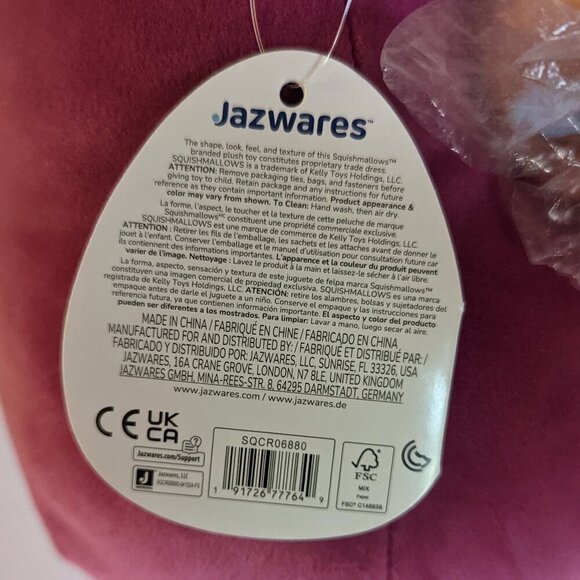 Jazwares™
The shape, look, feel, and texture of this Squishmallows™
branded plush toy constitutes proprietary trade dress.
SQUISHMALLOWS is a trademark of Kelly Toys Holdings, LLC.
ATTENTION: Remove packaging ties, bags, and fasteners before
giving toy to child. Retain package and any instructions for future
reference as they contain important information. Product appearance &
color may vary from shown. To Clean: Hand wash, then air dry.
La forme, l'aspect, le toucher et la texture de cette peluche de marque
Squishmallows™ Constituent une propriété commerciale exclusive.
SQUISHMALLOWS est une marque de commerce de Kelly Toys Holdings, LLC.
ATTENTION : Retirer les fils de l'emballage, les sachets et les attaches avant de donner le
jouet à l'enfant. Conserver l'emballage et le manuel d'utilisation pour consultation future car
ils contiennent des informations importantes. L'apparence et la couleur du produit peuvent
varier de l'image. Nettoyage : Lavez le produit à la main et laissez-le sécher à l'air libre.
La forma, aspecto, sensación y textura de este juguete de felpa marca Squishmallows™
constituyen una imagen comercial de propiedad exclusiva. SQUISHMALLOWS es una marca
registrada de Kelly Toys Holdings, LLC. ATENCIÓN: retire los alambres, bolsas y sujetadores del
empaque antes de darle el juguete a un niño. Conserve el empaque y las instrucciones para
referencia futura, ya que contienen información importante. El aspecto y color del producto
pueden ser diferentes a los mostrados. Para limpiar: Lavar a mano, luego secar al aire.
MADE IN CHINA / FABRIQUÉ EN CHINE / FABRICADO EN CHINA
MANUFACTURED FOR AND DISTRIBUTED BY: / FABRIQUÉ ET DISTRIBUÉ PAR: /
FABRICADO Y DISTRIBUIDO POR: JAZWARES, LLC, SUNRISE, FL 33326, USA
JAZWARES, 16A CRANE GROVE, LONDON, N7 8LE, UNITED KINGDOM
JAZWARES GMBH, MINA-REES-STR. 8, 64295 DARMSTADT, GERMANY
www.jazwares.com / www.jazwares.de
CE UK
CA
Jazwares.com/Support
Jazwares, LLC
SQCR06880-041024-F3
SQCR06880
1 91726 77764 9
FSC
MIX
Paper
FSC® C148639